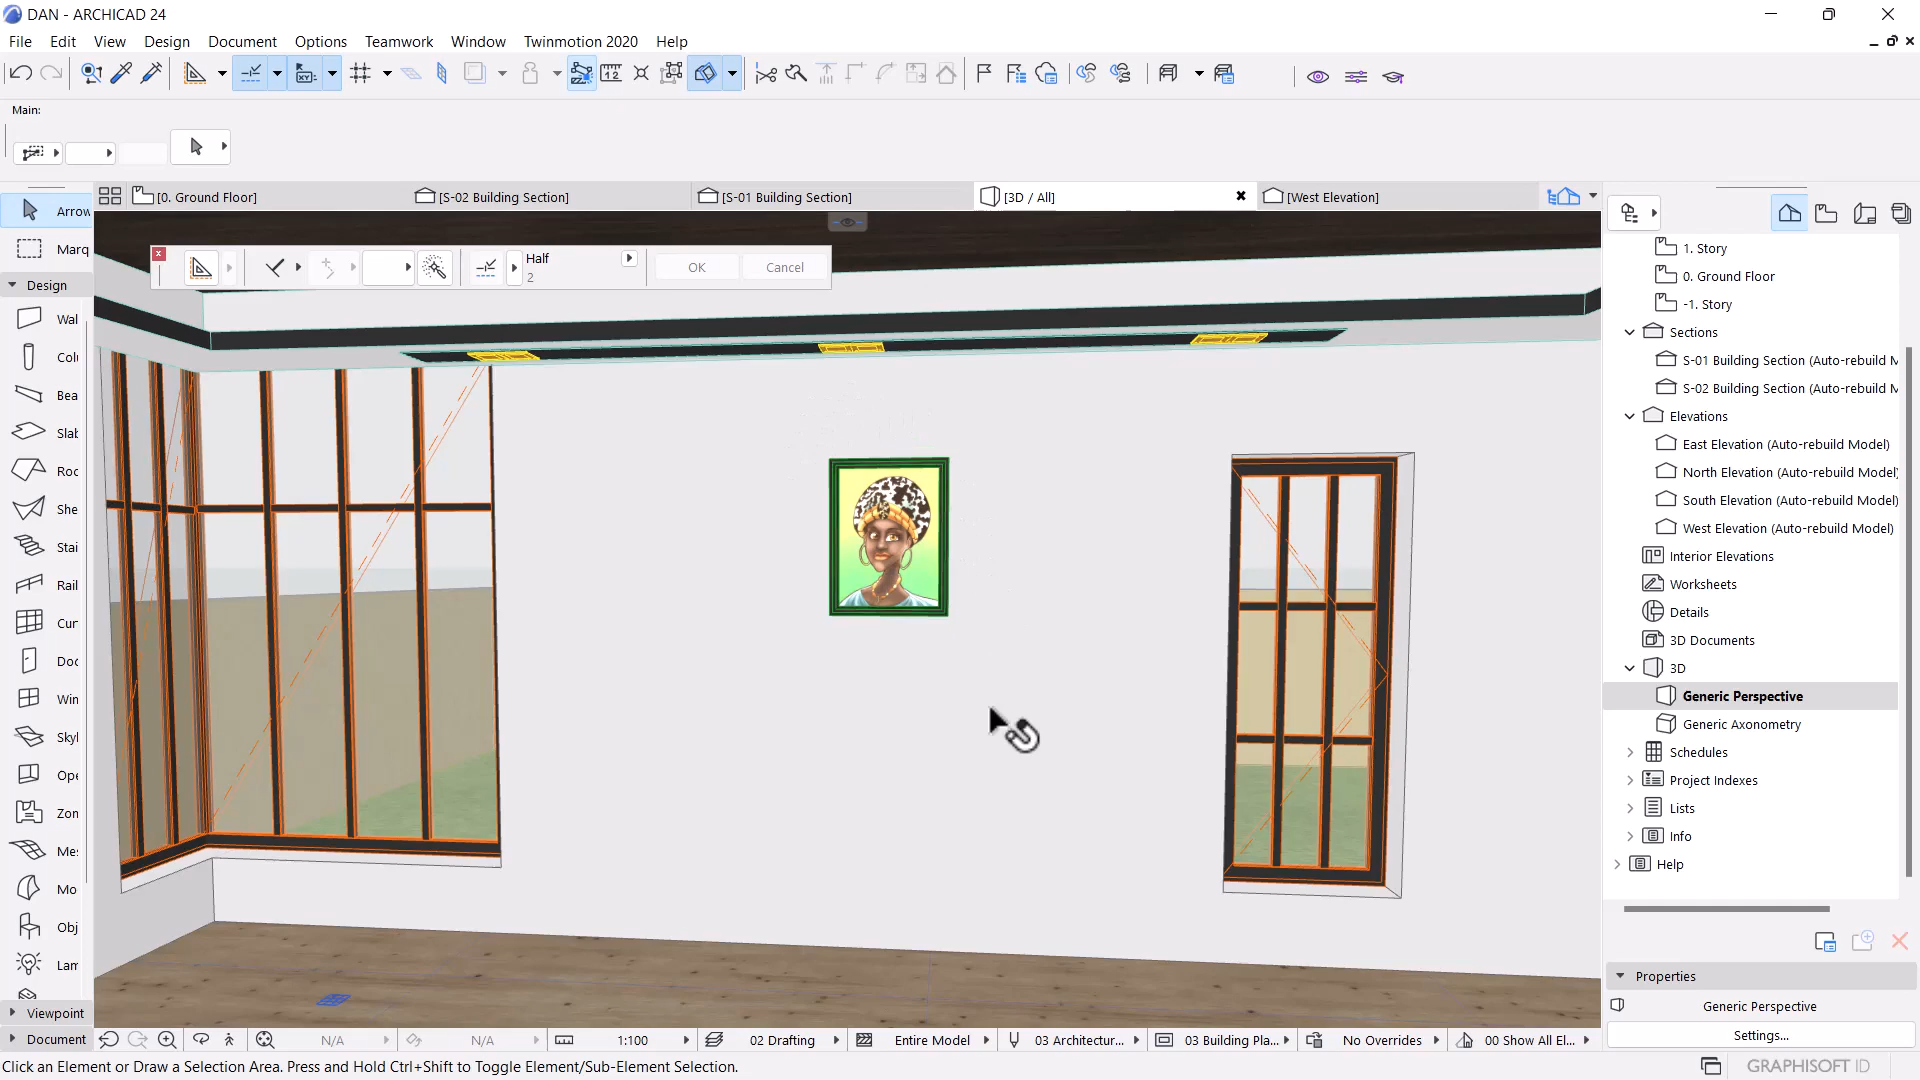 DAN - ARCHICAD 24
File Edit View Design Document Options Teamwork Window Twinmotion 2020 Help
Main:
[0. Ground Floor] [S-02 Building Section] [S-01 Building Section] [3D / All] [West Elevation]
Arrow
Marq
Design
Wal
Colu
Bea
Slab
Roo
She
Stai
Rail
Cur
Doo
Win
Skyl
Ope
Zon
Mes
Mo
Obj
Lam
Viewpoint
Document
Half
2
OK Cancel
1. Story
0. Ground Floor
-1. Story
Sections
S-01 Building Section (Auto-rebuild M
S-02 Building Section (Auto-rebuild M
Elevations
East Elevation (Auto-rebuild Model)
North Elevation (Auto-rebuild Model)
South Elevation (Auto-rebuild Model)
West Elevation (Auto-rebuild Model)
Interior Elevations
Worksheets
Details
3D Documents
3D
Generic Perspective
Generic Axonometry
Schedules
Project Indexes
Lists
Info
Help
Properties
Generic Perspective
Settings...
N/A N/A 1:100 02 Drafting Entire Model 03 Architectur... 03 Building Pla... No Overrides 00 Show All El...
Click an Element or Draw a Selection Area. Press and Hold Ctrl+Shift to Toggle Element/Sub-Element Selection.
GRAPHISOFT ID